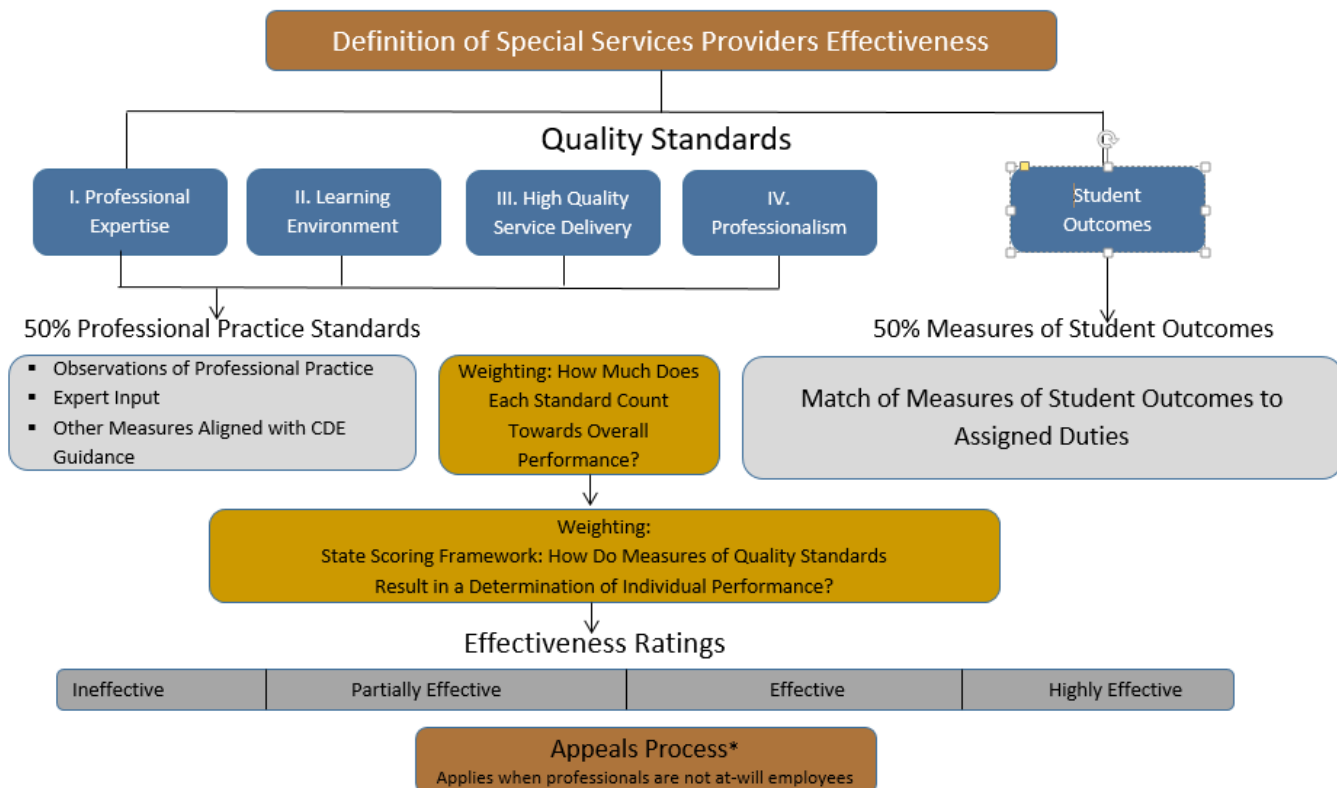 Definition of Special Services Providers Effectiveness
Quality Standards
I. Professional
Expertise
II. Learning
Environment
III. High Quality
Service Delivery
IV.
Professionalism
Student
Outcomes
50% Professional Practice Standards
▪ Observations of Professional Practice
▪ Expert Input
▪ Other Measures Aligned with CDE
Guidance
Weighting: How Much Does
Each Standard Count
Towards Overall
Performance?
50% Measures of Student Outcomes
Match of Measures of Student Outcomes to
Assigned Duties
Weighting:
State Scoring Framework: How Do Measures of Quality Standards
Result in a Determination of Individual Performance?
Effectiveness Ratings
Ineffective
Partially Effective
Effective
Highly Effective
Appeals Process*
Applies when professionals are not at-will employees